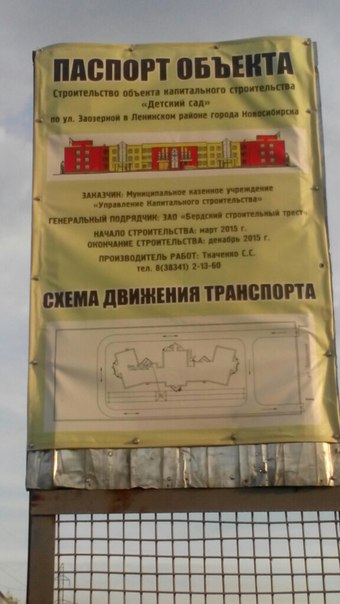 ПАСПОРТ ОБЪЕКТА
Строительство объекта капитального строительства
«Детский сад»
по ул. Заозерной в Ленинском районе города Новосибирска
ЗАКАЗЧИК: Муниципальное казенное учреждение
«Управление Капитального строительства»
ГЕНЕРАЛЬНЫЙ ПОДРЯДЧИК: ЗАО «Бердский строительный трест
НАЧАЛО СТРОИТЕЛЬСТВА: март 2015 г.
ОКОНЧАНИЕ СТРОИТЕЛЬСТВА: декабрь 2015 г.
ПРОИЗВОДИТЕЛЬ РАБОТ: Ткаченко С.С.
тел. 8(38341) 2-13-60
СХЕМА ДВИЖЕНИЯ ТРАНСПОРТА